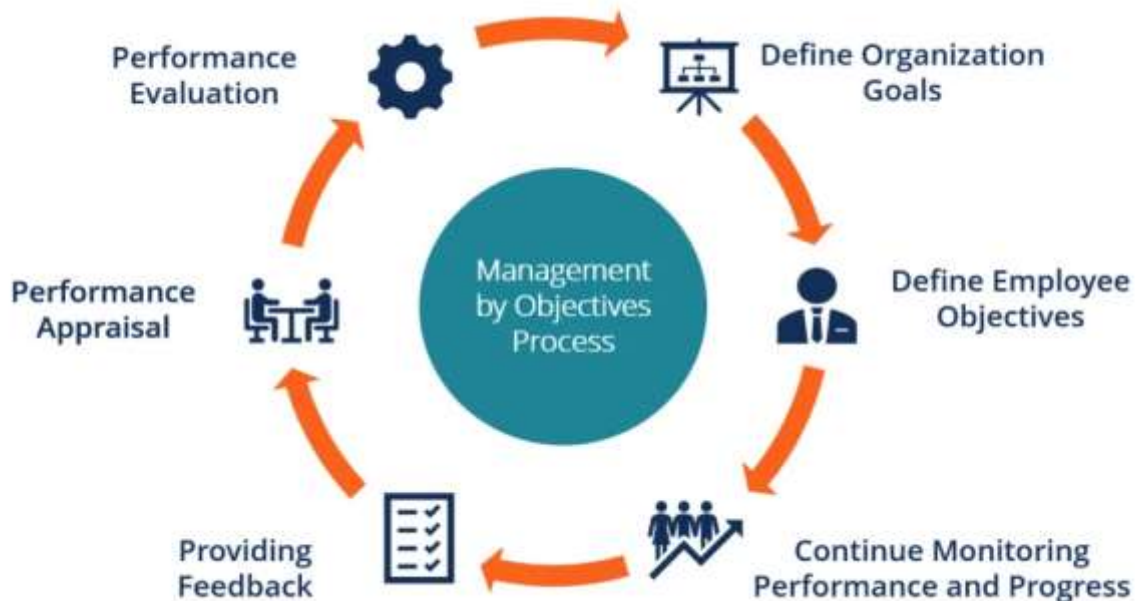 Management
by Objectives
Process
Define Organization
Goals
Define Employee
Objectives
Continue Monitoring
Performance and Progress
Providing
Feedback
Performance
Appraisal
Performance
Evaluation